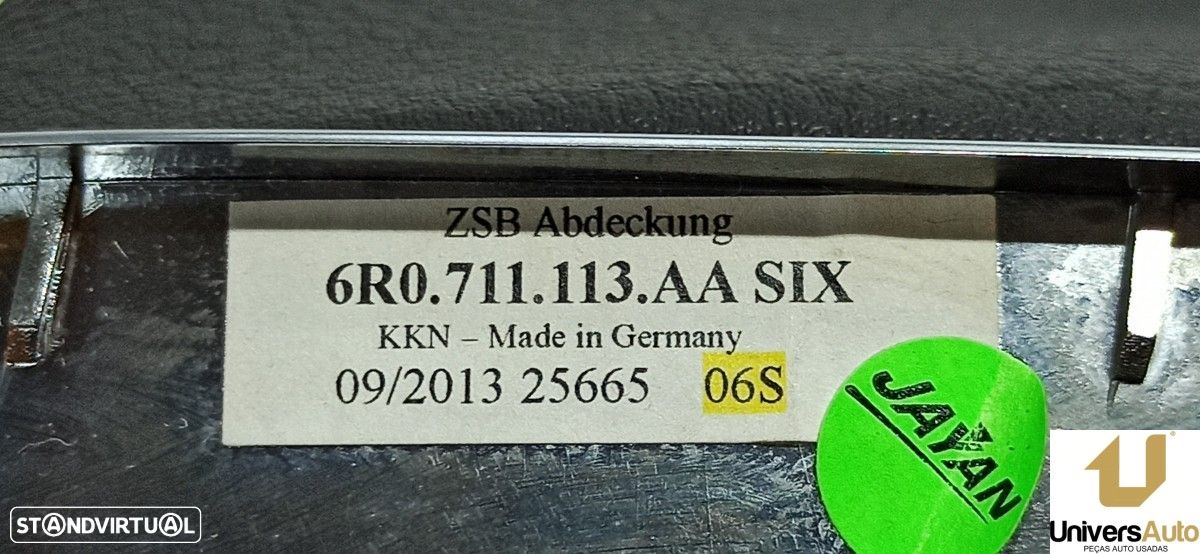 ZSB Abdeckung
6R0.711.113.AA SIX
KKN – Made in Germany
09/2013 25665 06S
JAYAN
STANDVIRTUAL
UniversAuto
PEÇAS AUTO USADAS